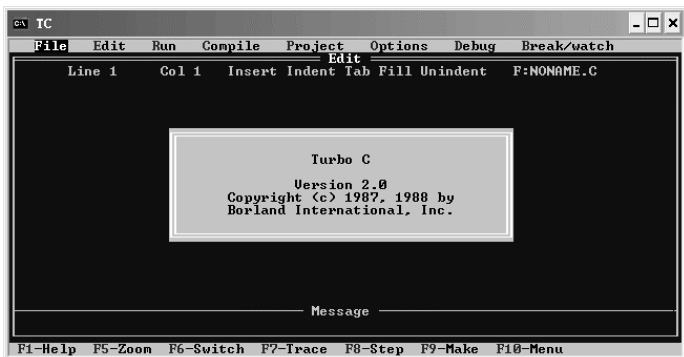 TC
File Edit Run Compile Project Options Debug Break/watch
Edit
Line 1 Col 1 Insert Indent Tab Fill Unindent F:NONAME.C
Turbo C
Version 2.0
Copyright (c) 1987, 1988 by
Borland International, Inc.
Message
F1-Help F5-Zoom F6-Switch F7-Trace F8-Step F9-Make F10-Menu